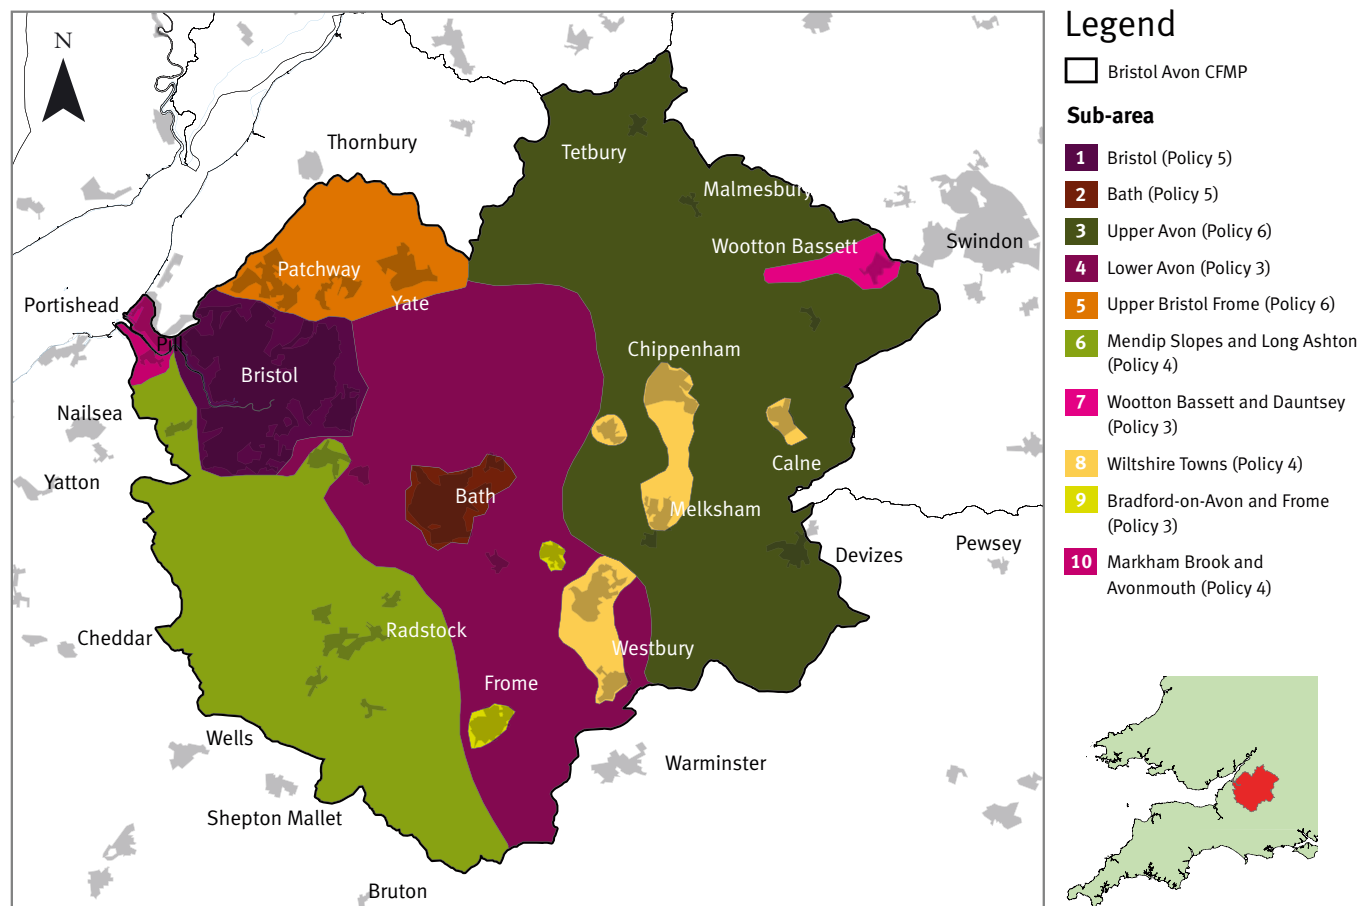 N
Thornbury
Tetbury
Malmesbury
Wootton Bassett
Swindon
Patchway
Yate
Portishead
Pill
Bristol
Chippenham
Nailsea
Calne
Yatton
Bath
Melksham
Devizes
Pewsey
Cheddar
Radstock
Westbury
Frome
Wells
Warminster
Shepton Mallet
Bruton
Legend
Bristol Avon CFMP
Sub-area
1 Bristol (Policy 5)
2 Bath (Policy 5)
3 Upper Avon (Policy 6)
4 Lower Avon (Policy 3)
5 Upper Bristol Frome (Policy 6)
6 Mendip Slopes and Long Ashton
(Policy 4)
7 Wootton Bassett and Dauntsey
(Policy 3)
8 Wiltshire Towns (Policy 4)
9 Bradford-on-Avon and Frome
(Policy 3)
10 Markham Brook and
Avonmouth (Policy 4)